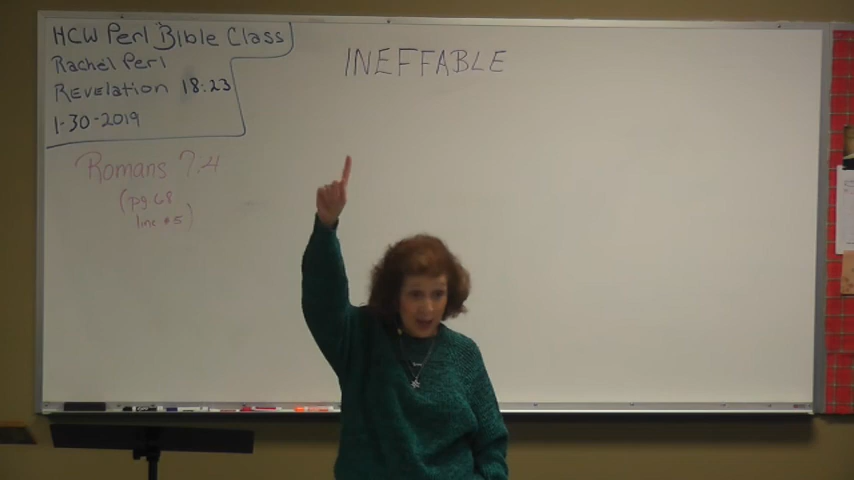 HCW Perl Bible Class
Rachel Perl
Revelation 18:23
1-30-2019
INEFFABLE
Romans 7:4
(pg 68
line #5)